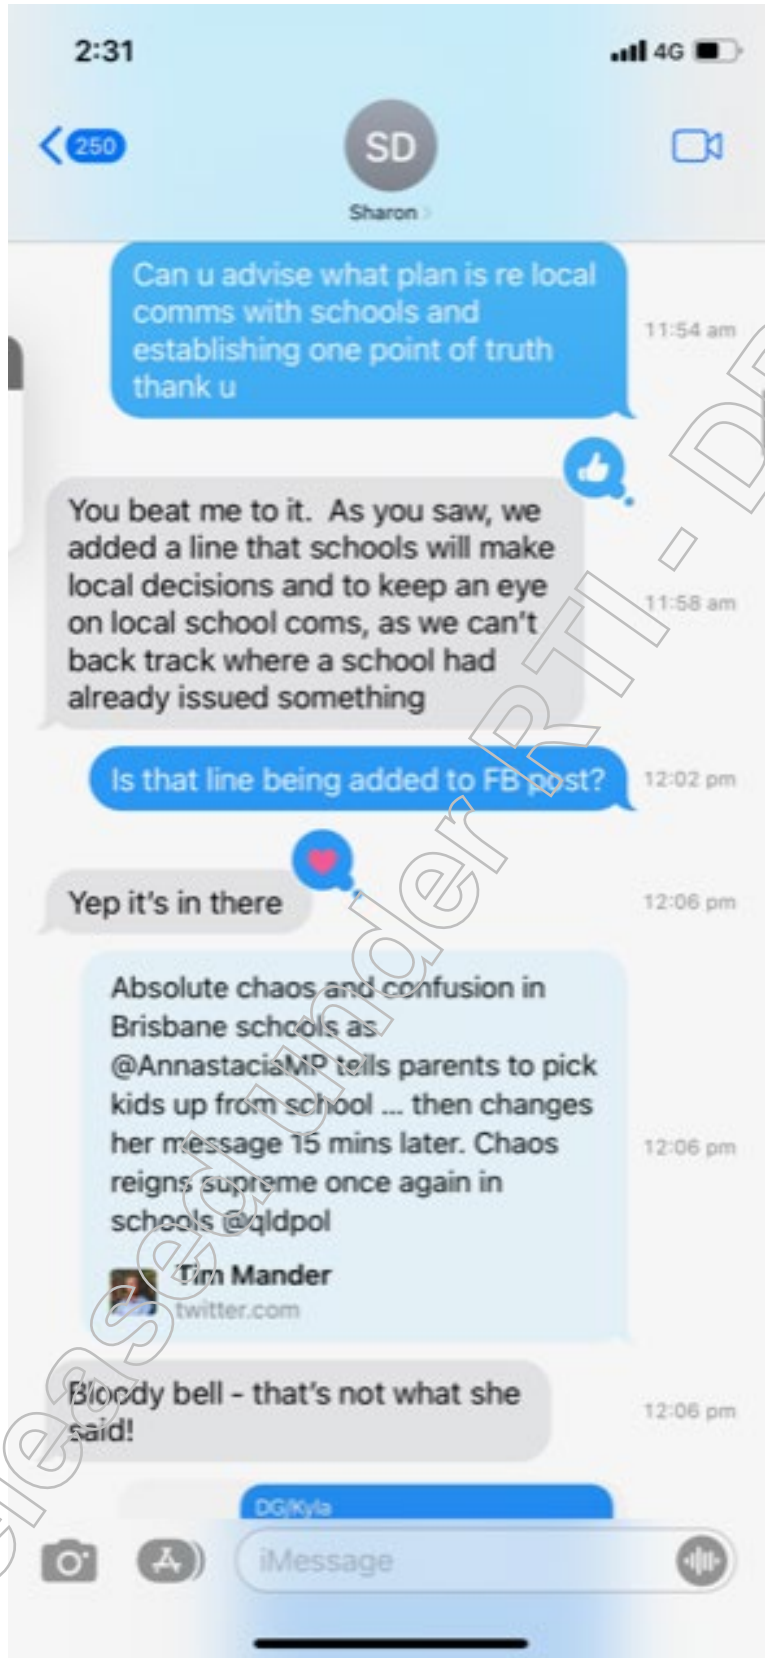 2:31
4G
250
SD
Sharon
Can u advise what plan is re local
comms with schools and
establishing one point of truth
thank u
11:54 am
You beat me to it. As you saw, we
added a line that schools will make
local decisions and to keep an eye
on local school coms, as we can't
back track where a school had
already issued something
11:58 am
Is that line being added to FB post?
12:02 pm
Yep it's in there
12:06 pm
Absolute chaos and confusion in
Brisbane schools as
@AnnastaciaMP tells parents to pick
kids up from school ... then changes
her message 15 mins later. Chaos
reigns supreme once again in
schools @qldpol
12:06 pm
Tim Mander
twitter.com
Bloody bell - that's not what she
said!
12:06 pm
DG/Kyla
iMessage
eleased under RTI - D